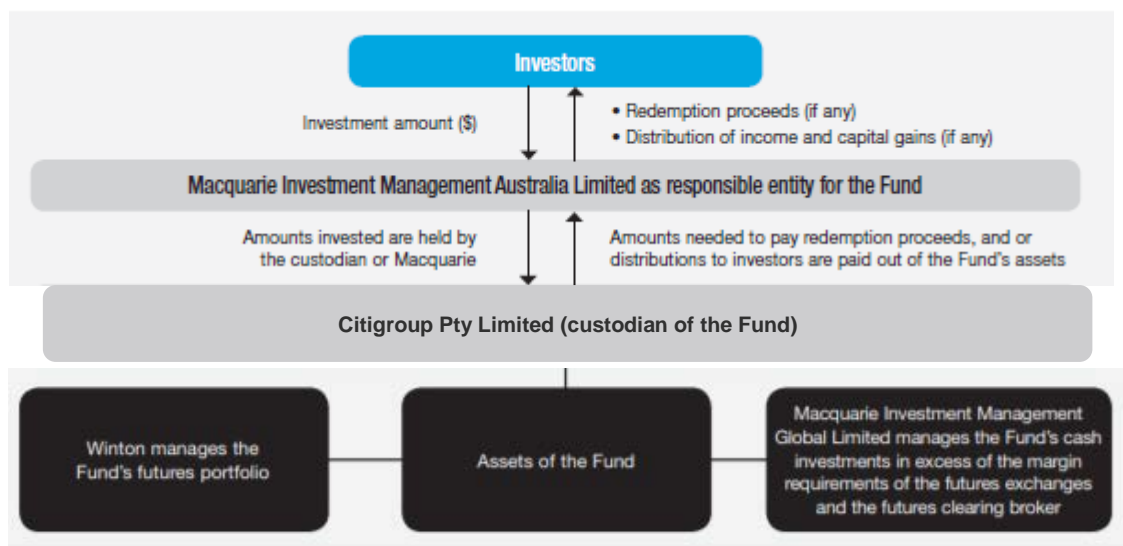 Investors
Investment amount ($)
• Redemption proceeds (if any)
• Distribution of income and capital gains (if any)
Macquarie Investment Management Australia Limited as responsible entity for the Fund
Amounts invested are held by
the custodian or Macquarie
Amounts needed to pay redemption proceeds, and or
distributions to investors are paid out of the Fund's assets
Citigroup Pty Limited (custodian of the Fund)
Winton manages the
Fund's futures portfolio
Assets of the Fund
Macquarie Investment Management
Global Limited manages the Fund's cash
investments in excess of the margin
requirements of the futures exchanges
and the futures clearing broker